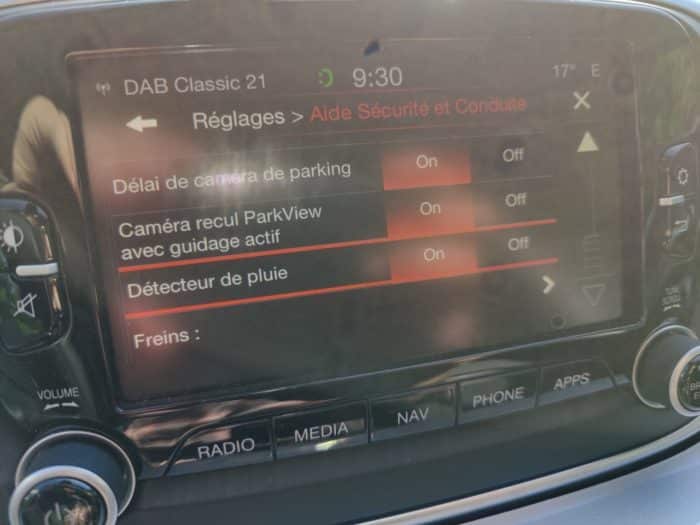 DAB Classic 21 9:30 17° E
Réglages > Aide Sécurité et Conduite
Délai de caméra de parking On Off
Caméra recul ParkView
avec guidage actif On Off
Détecteur de pluie On Off
Freins :
VOLUME
RADIO MEDIA NAV PHONE APPS
TUNE
SCROLL